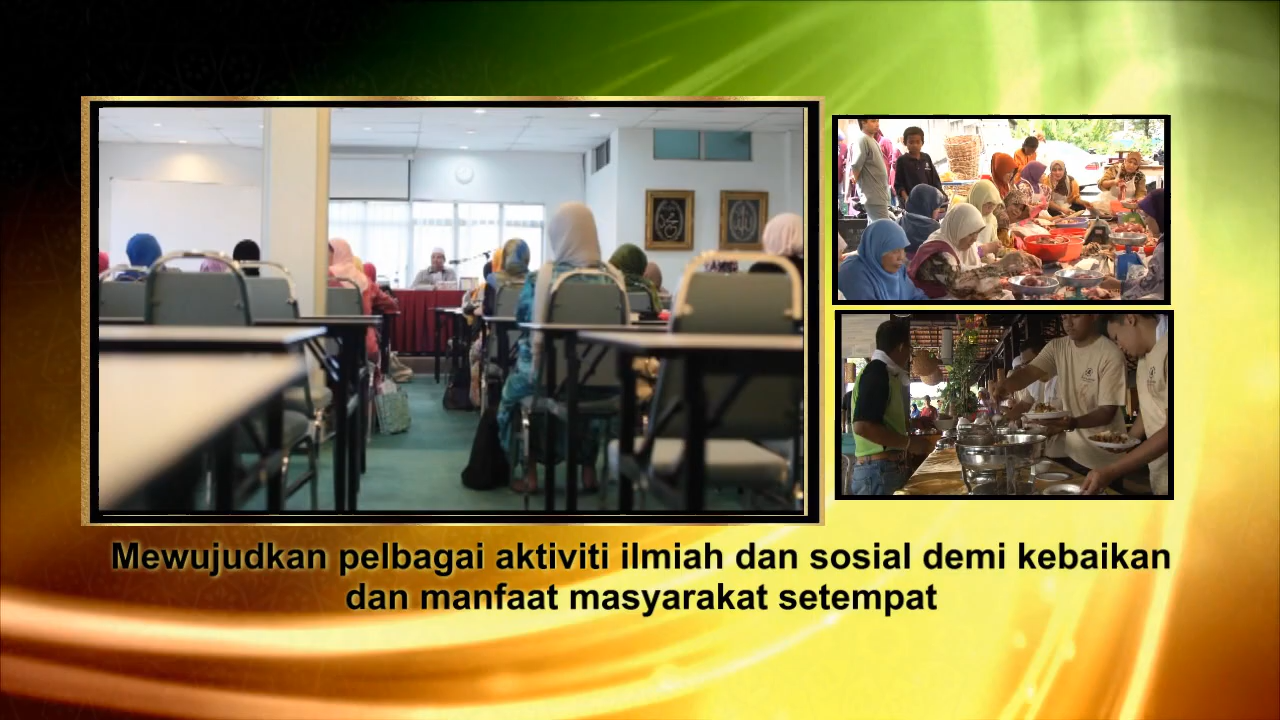 Mewujudkan pelbagai aktiviti ilmiah dan sosial demi kebaikan
dan manfaat masyarakat setempat